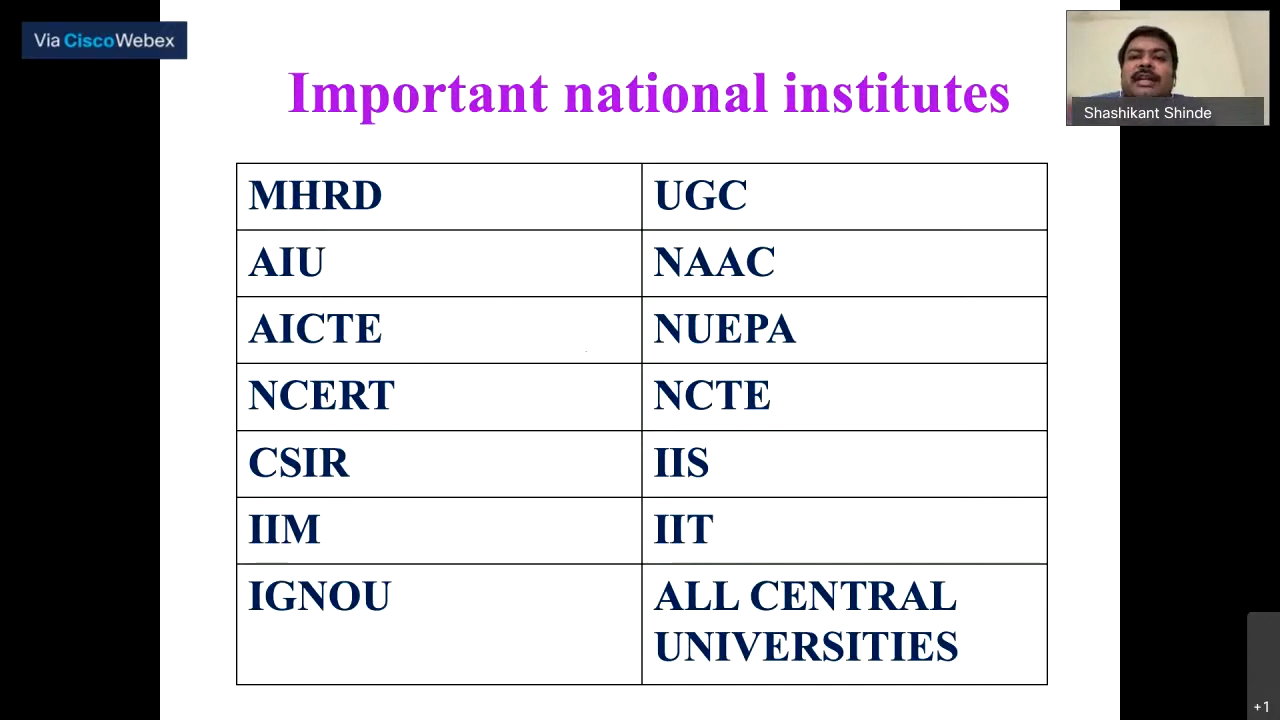 Via CiscoWebex
Important national institutes
Shashikant Shinde
MHRD UGC
AIU NAAC
AICTE NUEPA
NCERT NCTE
CSIR IIS
IIM IIT
IGNOU ALL CENTRAL
UNIVERSITIES
+1